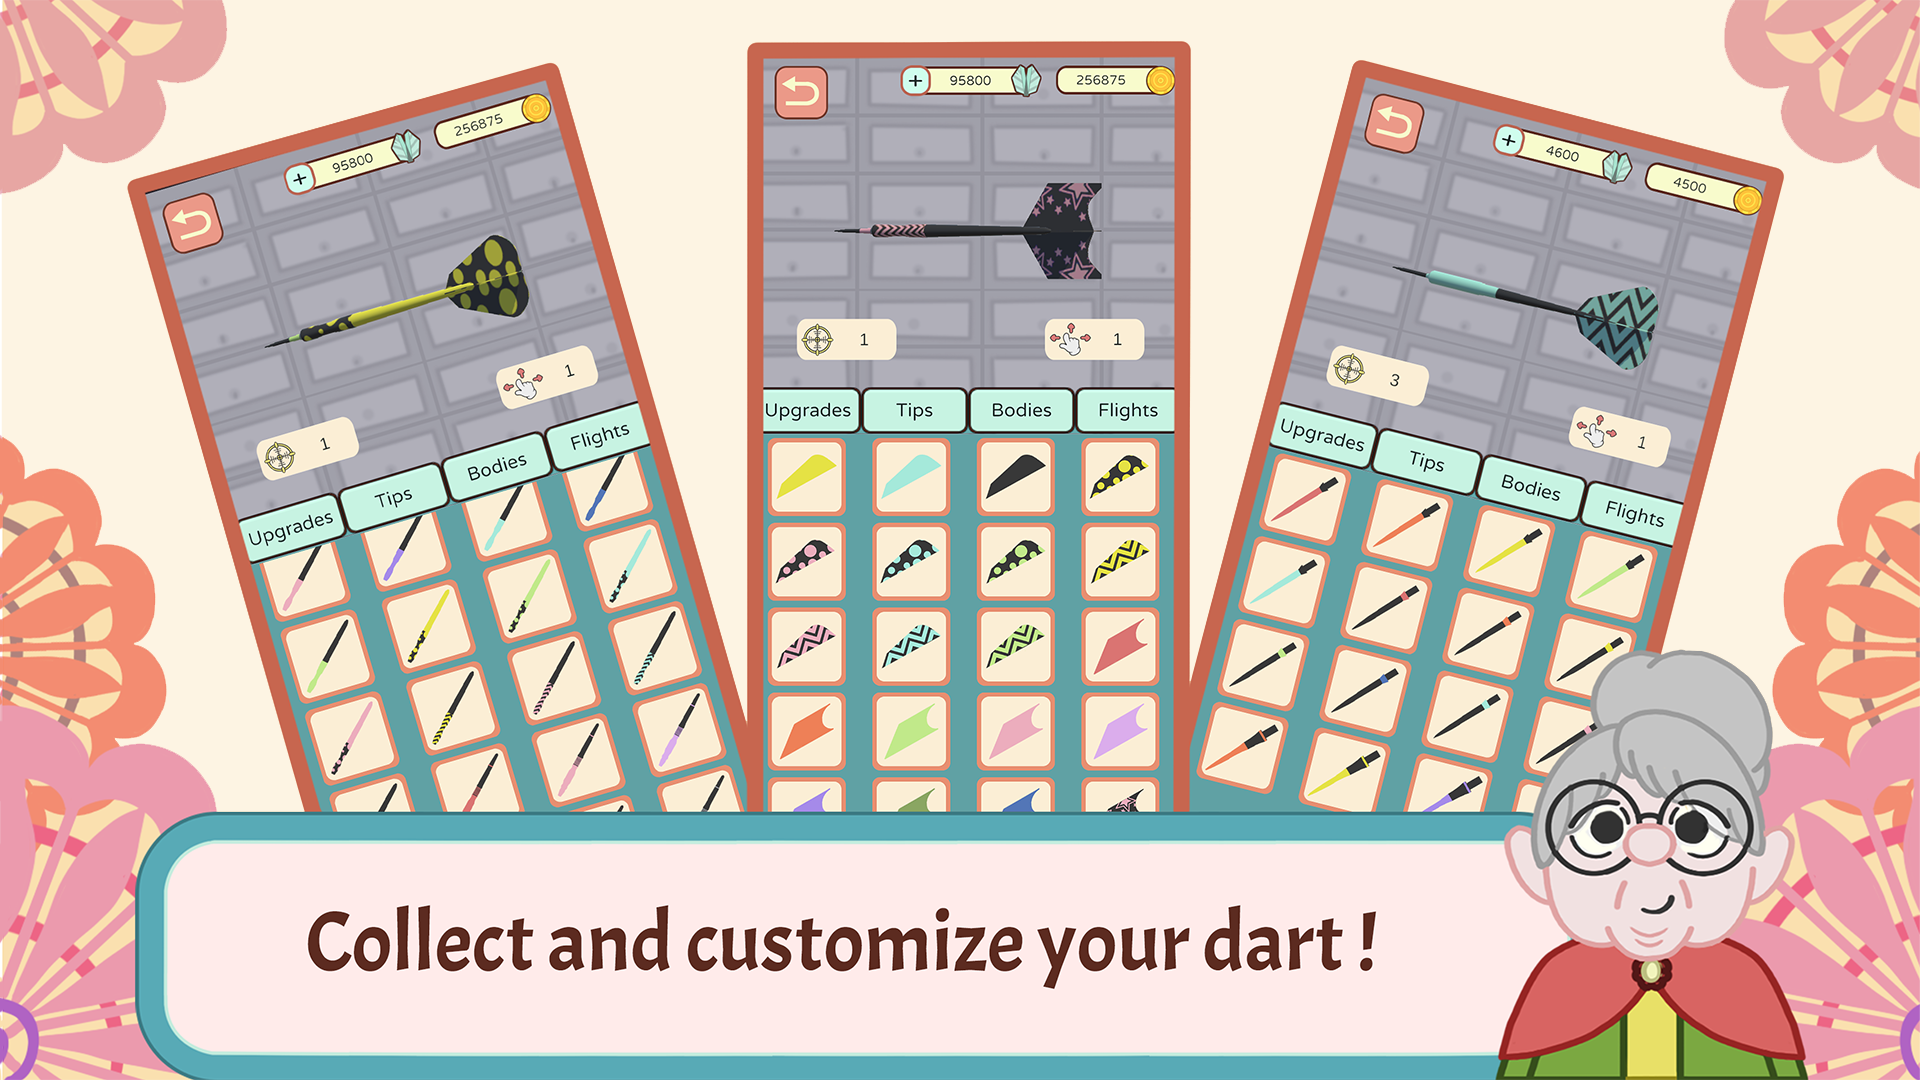 + 95800
256875
1
1
Upgrades
Tips
Bodies
Flights
+ 95800
256875
1
1
Upgrades
Tips
Bodies
Flights
+ 4600
4500
3
1
Upgrades
Tips
Bodies
Flights
Collect and customize your dart !